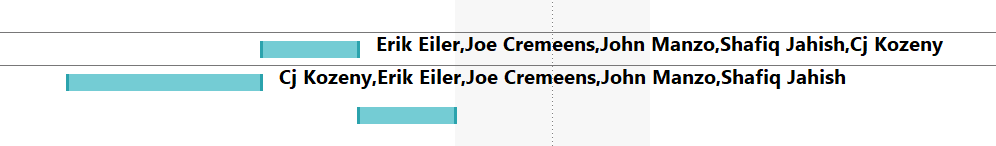 Erik Eiler,Joe Cremeens,John Manzo,Shafiq Jahish,Cj Kozeny
Cj Kozeny,Erik Eiler,Joe Cremeens,John Manzo,Shafiq Jahish